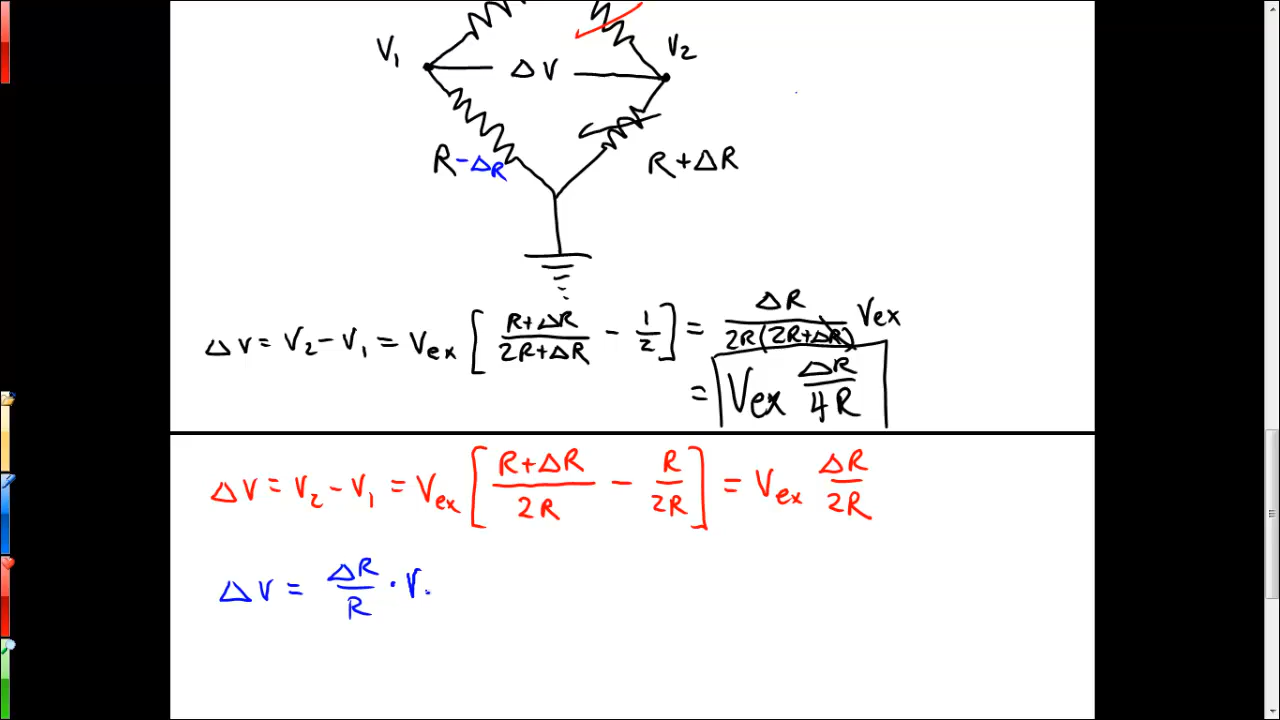 V₁ ΔV V₂
R-ΔR R+ΔR
Δv = V₂ - V₁ = Vex [ (R+ΔR)/(2R+ΔR) - 1/2 ] = ΔR/(2R(2R+ΔR)) Vex
= Vex ΔR/4R
Δv = V₂ - V₁ = Vex [ (R+ΔR)/2R - R/2R ] = Vex ΔR/2R
Δv = ΔR/R · V.